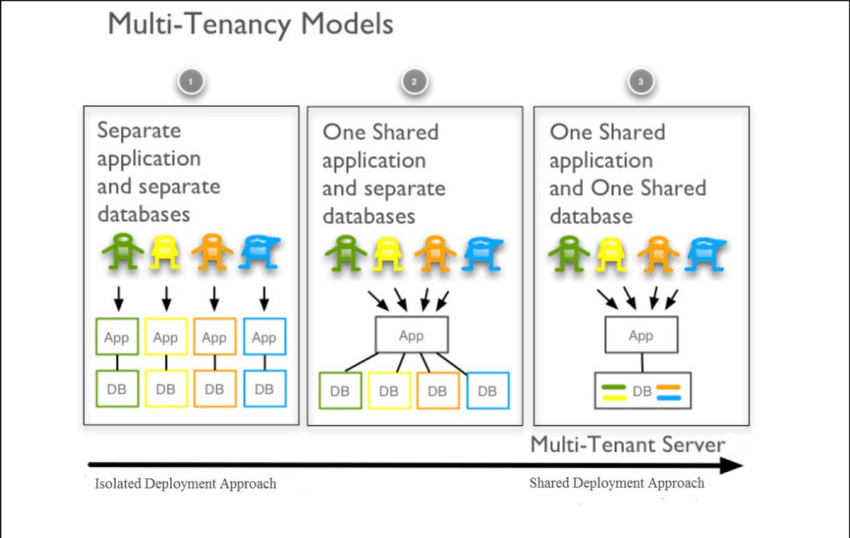 Multi-Tenancy Models
1
2
3
Separate
application
and separate
databases
One Shared
application
and separate
databases
One Shared
application
and One Shared
database
App App App App
DB DB DB DB
App
DB DB DB DB
App
DB
Multi-Tenant Server
Isolated Deployment Approach
Shared Deployment Approach